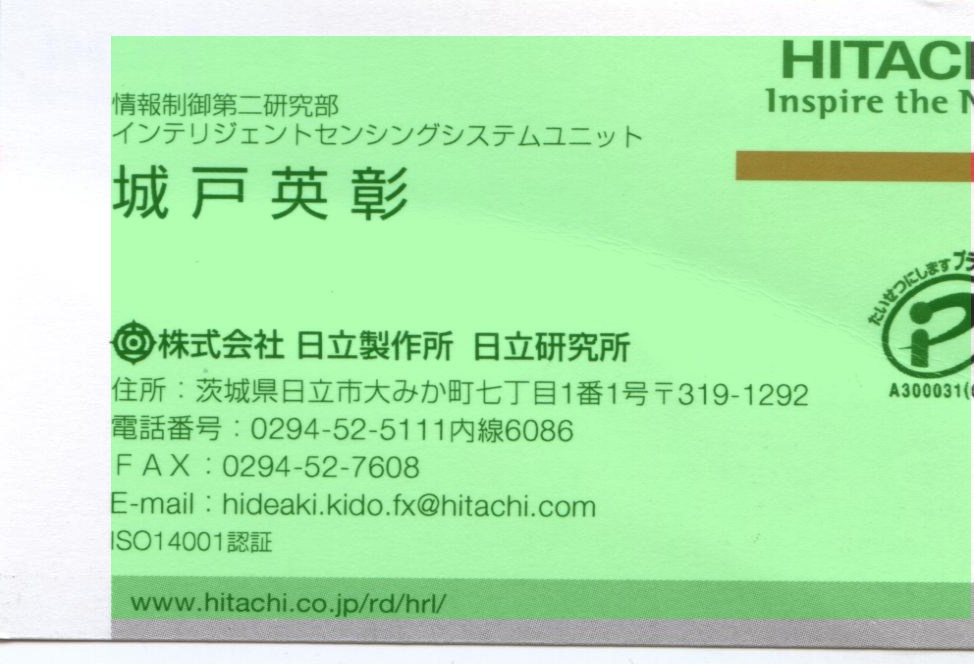 HITACHI
Inspire the N
情報制御第二研究部
インテリジェントセンシングシステムユニット
城戸英彰
たいせつにしますプラ
A300031(
株式会社 日立製作所 日立研究所
住所：茨城県日立市大みか町七丁目1番1号〒319-1292
電話番号：0294-52-5111内線6086
ＦＡＸ：0294-52-7608
E-mail：hideaki.kido.fx@hitachi.com
ISO14001認証
www.hitachi.co.jp/rd/hrl/